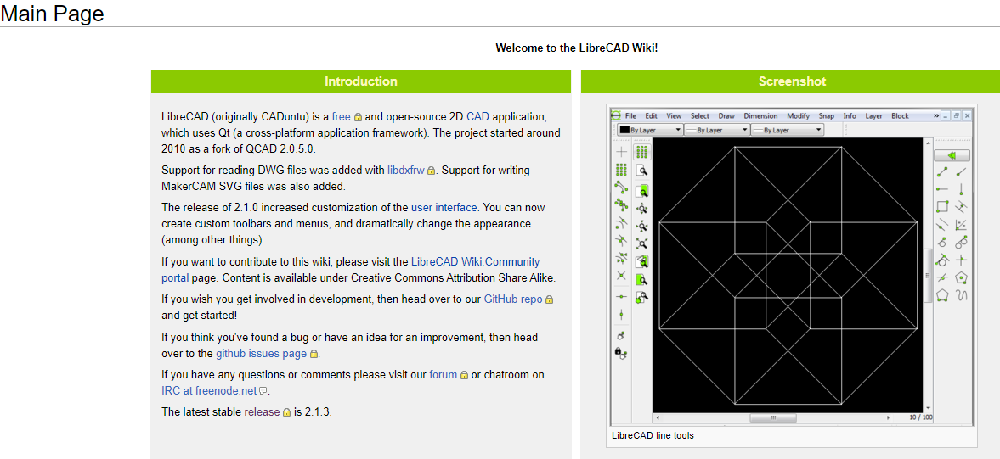 Main Page
Welcome to the LibreCAD Wiki!
Introduction
LibreCAD (originally CADuntu) is a free and open-source 2D CAD application,
which uses Qt (a cross-platform application framework). The project started around
2010 as a fork of QCAD 2.0.5.0.
Support for reading DWG files was added with libdxfrw. Support for writing
MakerCAM SVG files was also added.
The release of 2.1.0 increased customization of the user interface. You can now
create custom toolbars and menus, and dramatically change the appearance
(among other things).
If you want to contribute to this wiki, please visit the LibreCAD Wiki:Community
portal page. Content is available under Creative Commons Attribution Share Alike.
If you wish you get involved in development, then head over to our GitHub repo
and get started!
If you think you've found a bug or have an idea for an improvement, then head
over to the github issues page.
If you have any questions or comments please visit our forum or chatroom on
IRC at freenode.net.
The latest stable release is 2.1.3.
Screenshot
File Edit View Select Draw Dimension Modify Snap Info Layer Block »
By Layer By Layer By Layer
10 / 100
LibreCAD line tools